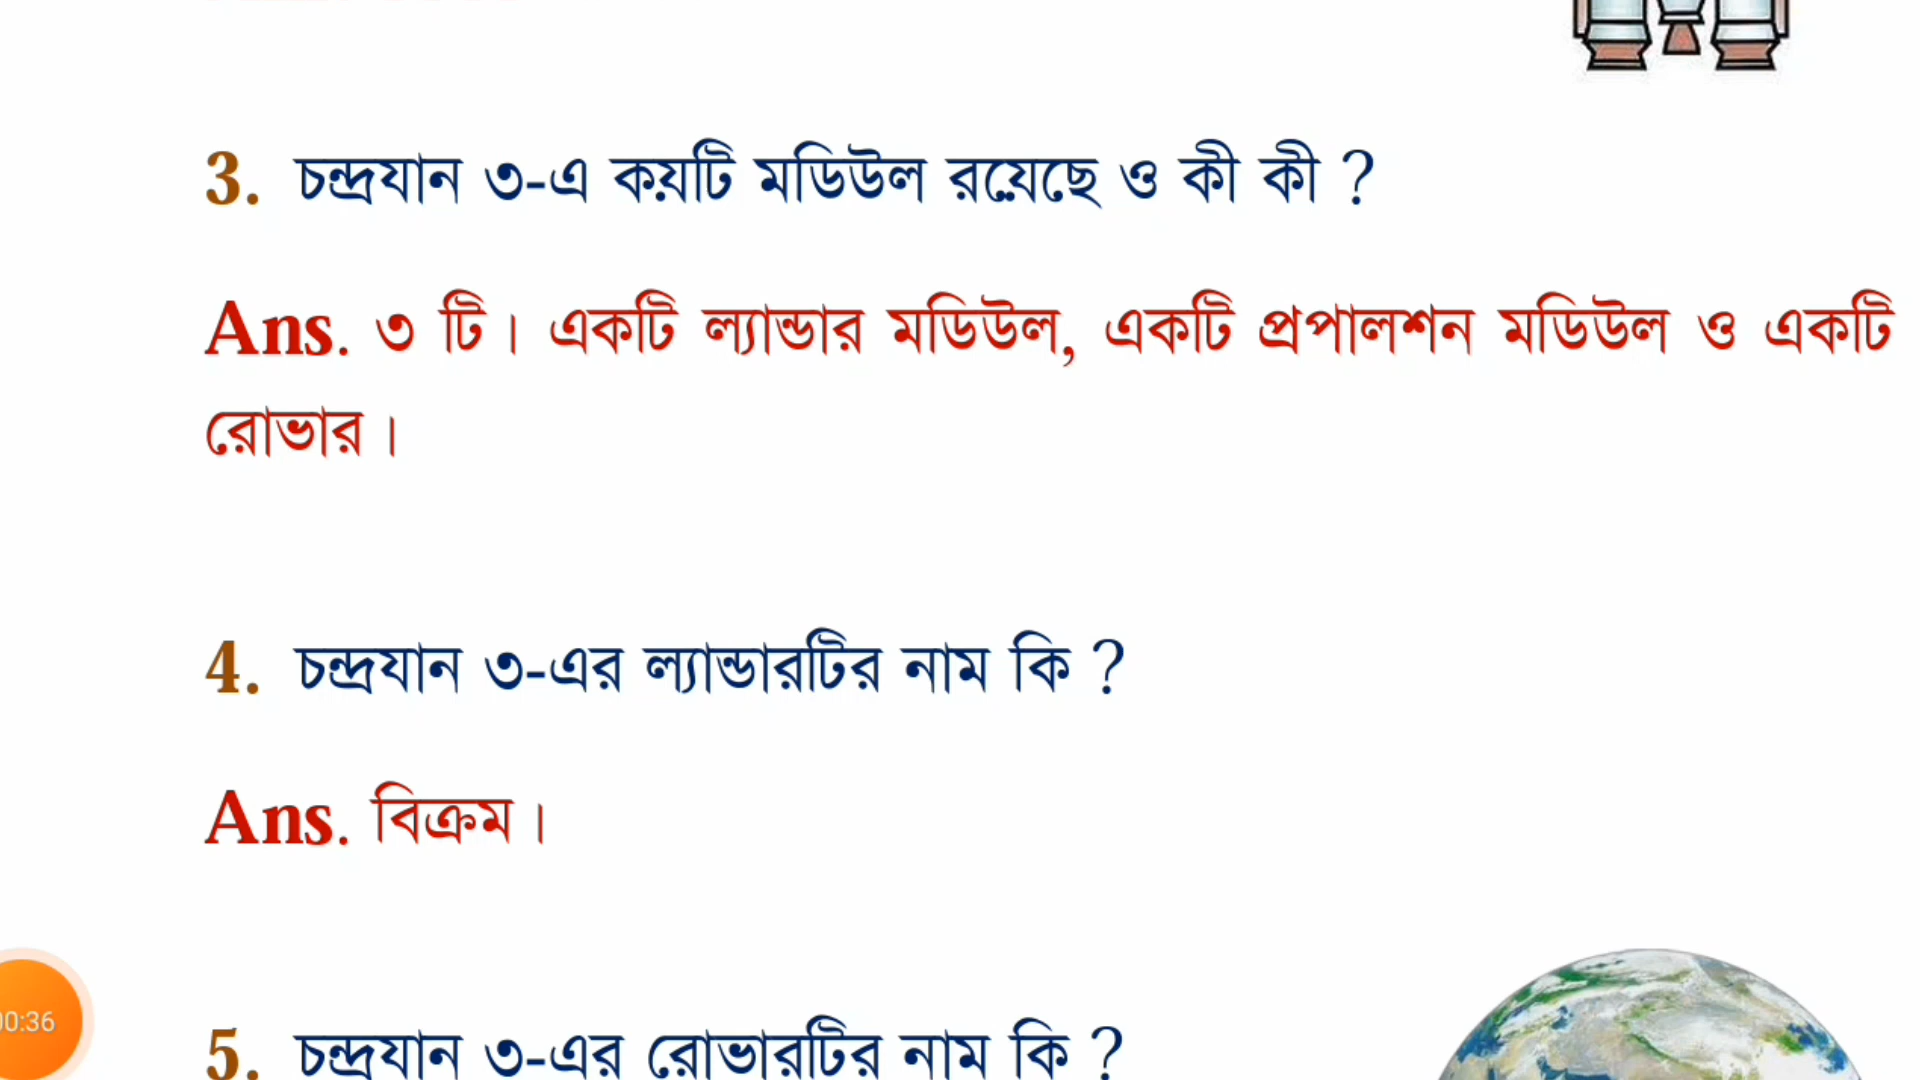 3. চন্দ্রযান ৩-এ কয়টি মডিউল রয়েছে ও কী কী ?
Ans. ৩ টি। একটি ল্যান্ডার মডিউল, একটি প্রপালশন মডিউল ও একটি
রোভার।
4. চন্দ্রযান ৩-এর ল্যান্ডারটির নাম কি ?
Ans. বিক্রম।
00:36
5. চন্দ্রযান ৩-এর রোভারটির নাম কি ?